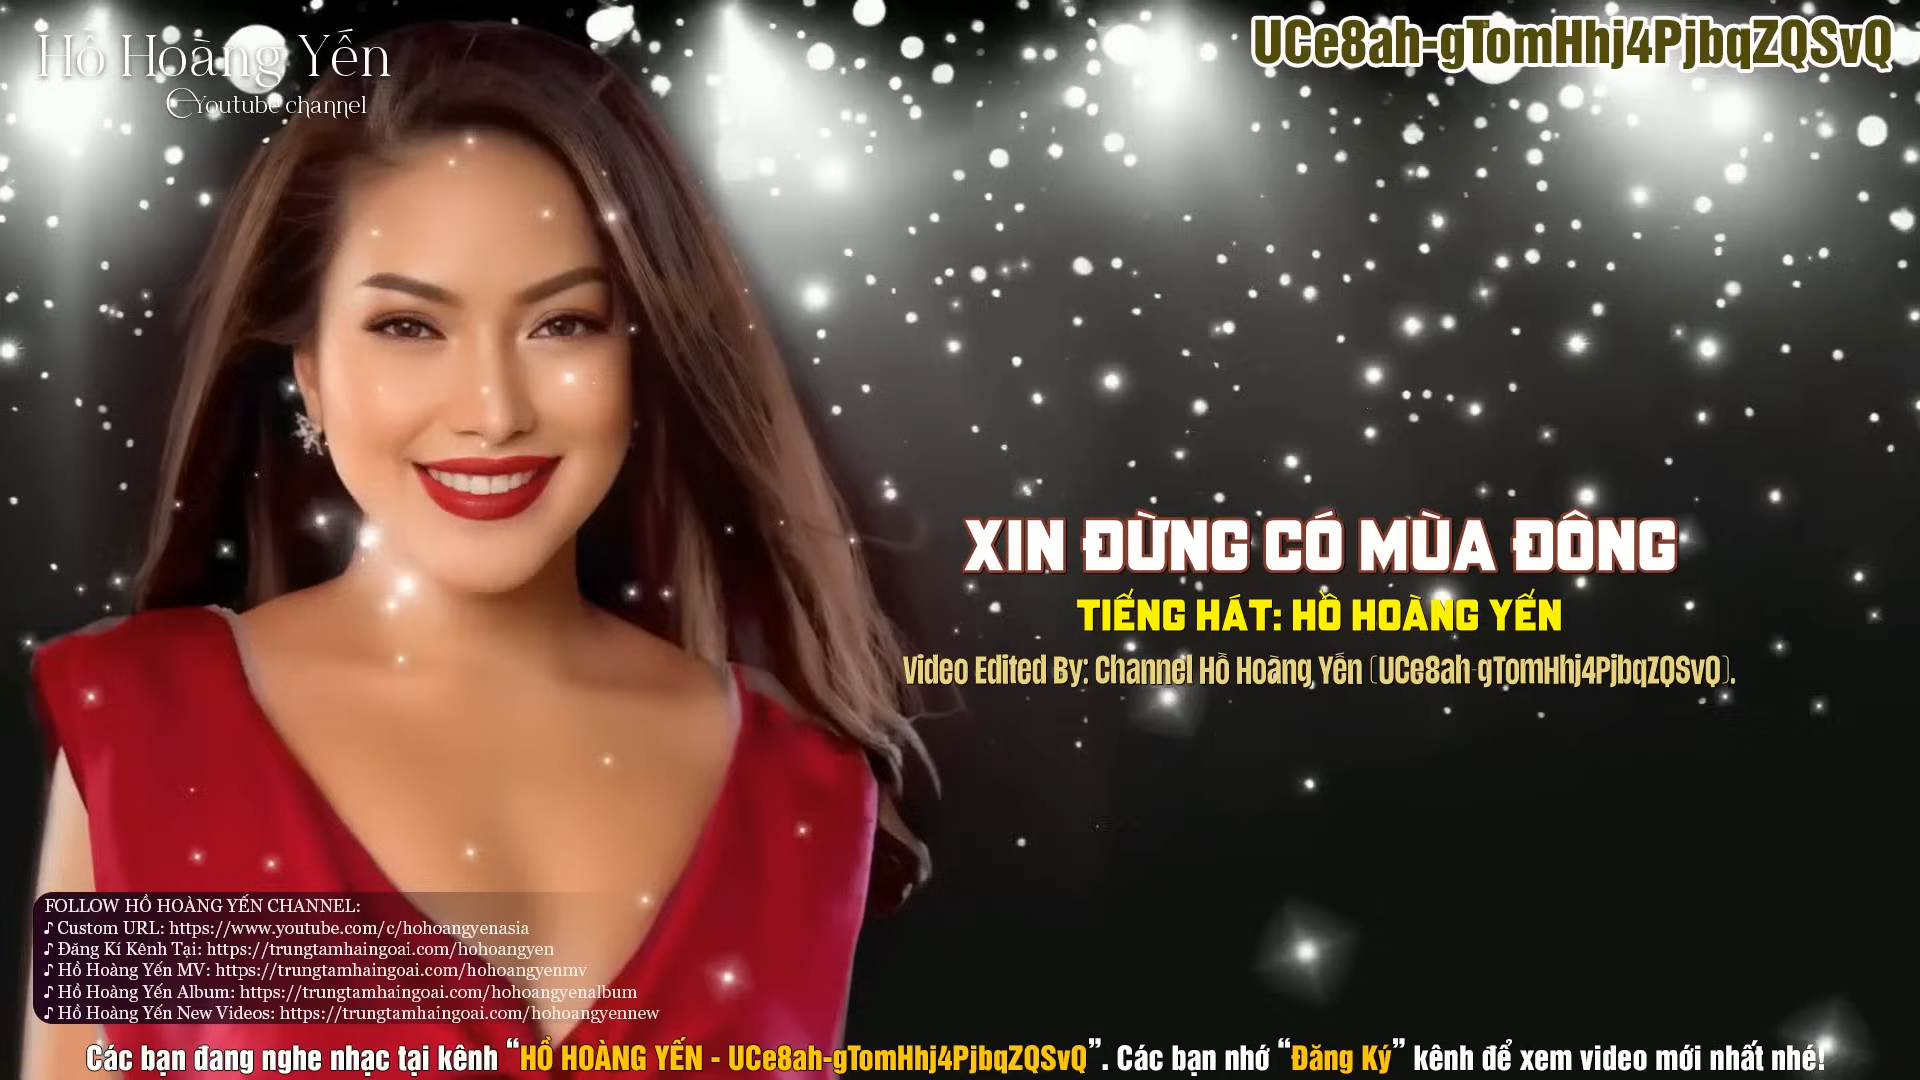 Hồ Hoàng Yến
Youtube channel
UCe8ah-gTomHhj4PjbqZQSvQ
XIN ĐỪNG CÓ MÙA ĐÔNG
TIẾNG HÁT: HỒ HOÀNG YẾN
Video Edited By: Channel Hồ Hoàng Yến (UCe8ah-gTomHhj4PjbqZQSvQ).
FOLLOW HỒ HOÀNG YẾN CHANNEL:
♪ Custom URL: https://www.youtube.com/c/hohoangyenasia
♪ Đăng Kí Kênh Tại: https://trungtamhaingoai.com/hohoangyen
♪ Hồ Hoàng Yến MV: https://trungtamhaingoai.com/hohoangyenmv
♪ Hồ Hoàng Yến Album: https://trungtamhaingoai.com/hohoangyenalbum
♪ Hồ Hoàng Yến New Videos: https://trungtamhaingoai.com/hohoangyennew
Các bạn đang nghe nhạc tại kênh “HỒ HOÀNG YẾN - UCe8ah-gTomHhj4PjbqZQSvQ”. Các bạn nhớ “Đăng Ký” kênh để xem video mới nhất nhé!